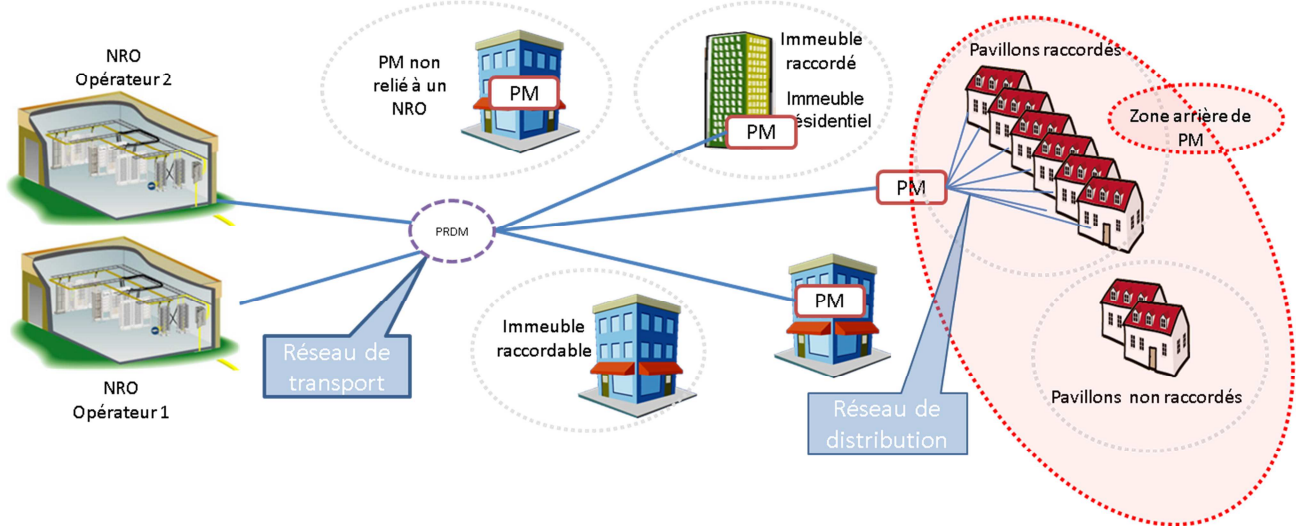 NRO
Opérateur 2
PM non
relié à un
NRO
PM
Immeuble
raccordé
Immeuble
résidentiel
PM
Pavillons raccordés
Zone arrière de
PM
PM
PRDM
PM
Immeuble
raccordable
Réseau de
transport
NRO
Opérateur 1
Réseau de
distribution
Pavillons non raccordés